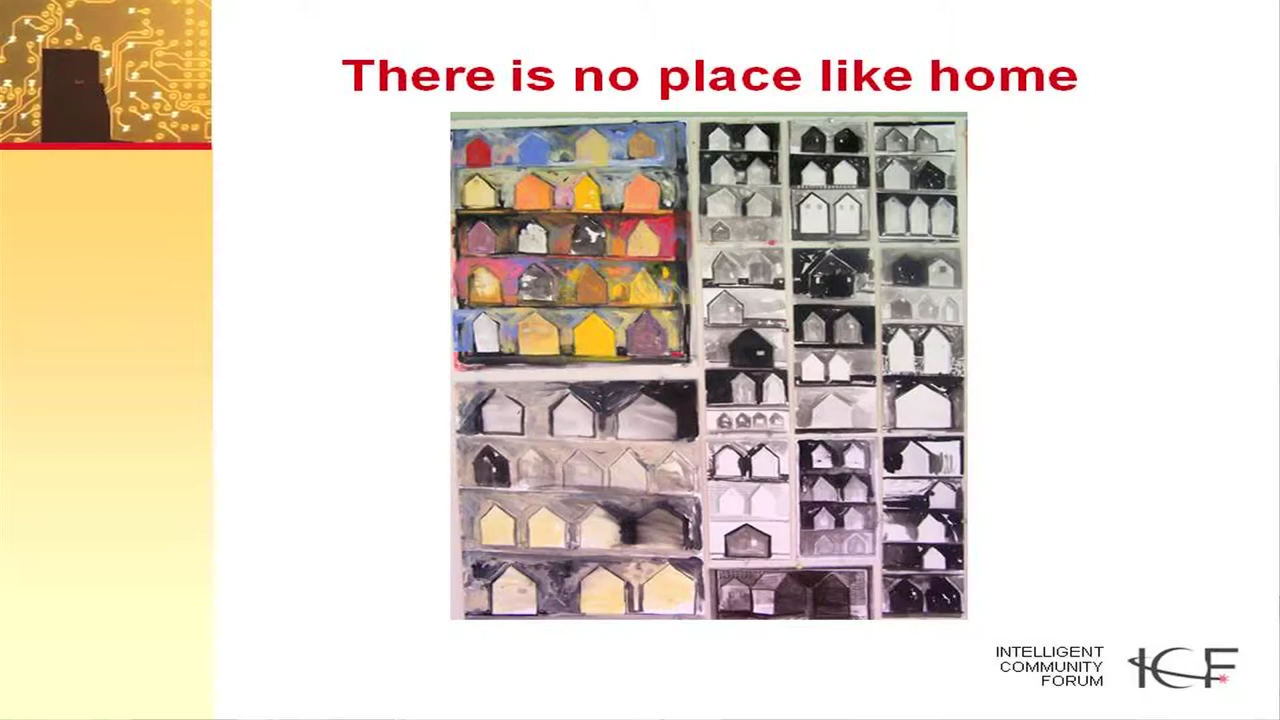 There is no place like home
INTELLIGENT
COMMUNITY
FORUM
ICF